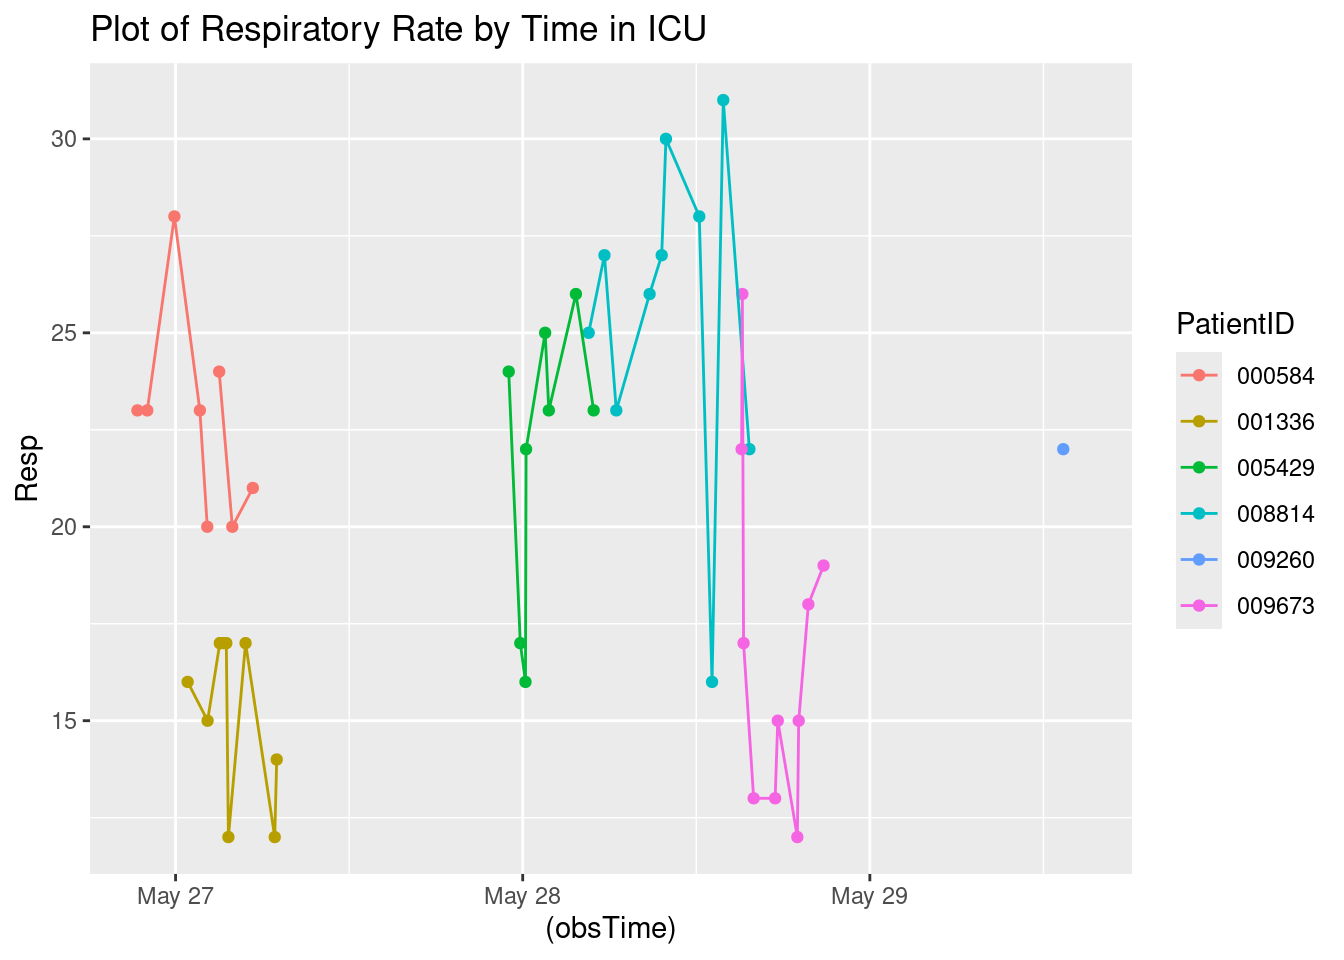 Plot of Respiratory Rate by Time in ICU
30
25
20
15
Resp
May 27
May 28
May 29
(obsTime)
PatientID
000584
001336
005429
008814
009260
009673